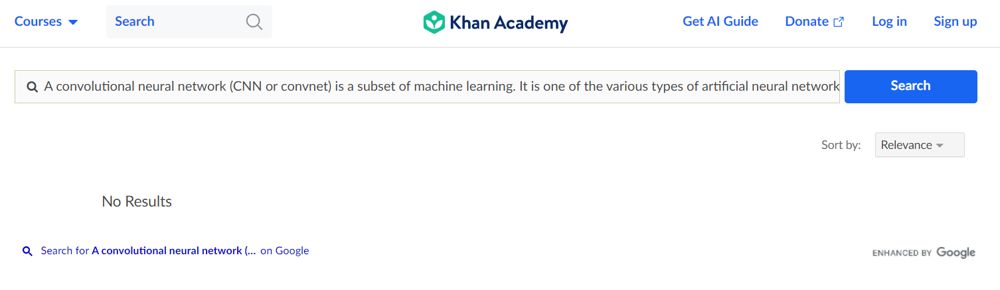 Courses Search Khan Academy Get AI Guide Donate Log in Sign up
A convolutional neural network (CNN or convnet) is a subset of machine learning. It is one of the various types of artificial neural network Search
Sort by: Relevance
No Results
Search for A convolutional neural network (... on Google
ENHANCED BY Google